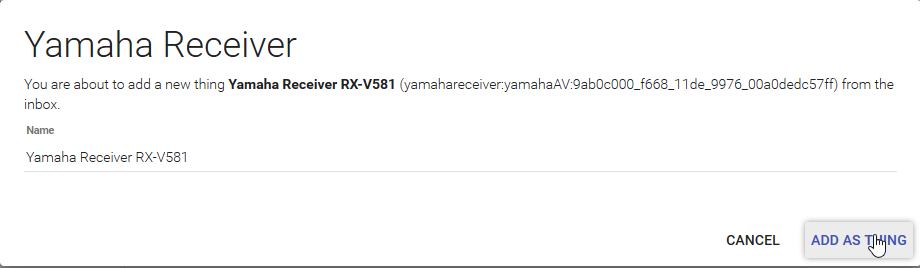 Yamaha Receiver
You are about to add a new thing Yamaha Receiver RX-V581 (yamahareceiver:yamahaAV:9ab0c000_f668_11de_9976_00a0dedc57ff) from the
inbox.
Name
Yamaha Receiver RX-V581
CANCEL ADD AS THING